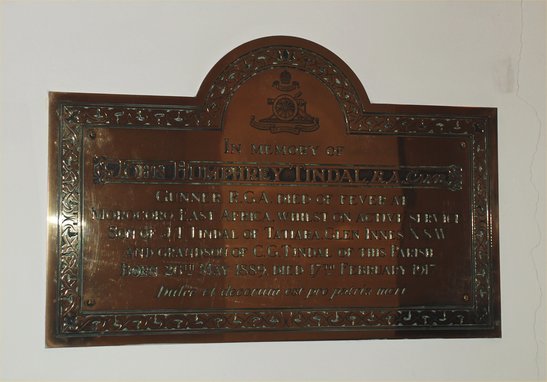 IN MEMORY OF
JOHN HUMPHREY TINDAL, B.A.
GUNNER R.G.A. DIED OF FEVER AT
MOROGORO, EAST AFRICA, WHILST ON ACTIVE SERVICE
SON OF J.T. TINDAL OF TAHARA, GLEN INNES N.S.W.
AND GRANDSON OF C.G. TINDAL OF THIS PARISH
BORN 26TH MAY 1889, DIED 17TH FEBRUARY 1917
Dulce et decorum est pro patria mori